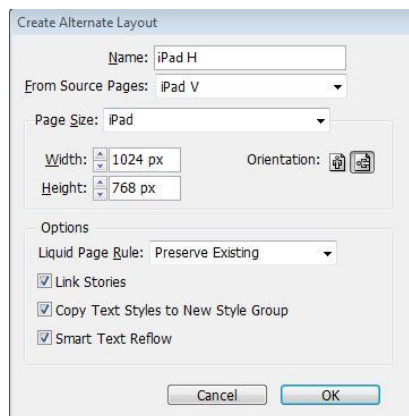 Create Alternate Layout
Name: iPad H
From Source Pages: iPad V
Page Size: iPad
Width: 1024 px Orientation:
Height: 768 px
Options
Liquid Page Rule: Preserve Existing
Link Stories
Copy Text Styles to New Style Group
Smart Text Reflow
Cancel OK